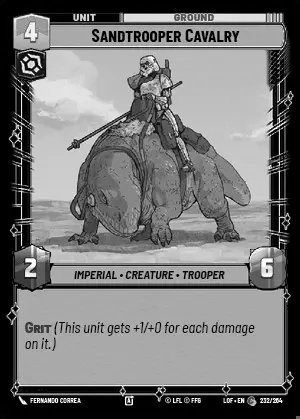 UNIT
GROUND
4
SANDTROOPER CAVALRY
2
6
IMPERIAL • CREATURE • TROOPER
GRIT (This unit gets +1/+0 for each damage
on it.)
FERNANDO CORREA
© LFL © FFG
LOF • EN
232/264